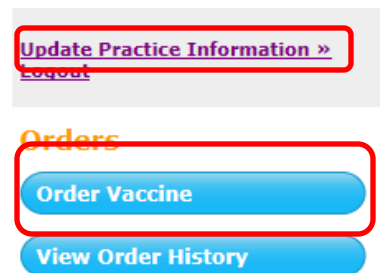 Update Practice Information »
Logout
Orders
Order Vaccine
View Order History